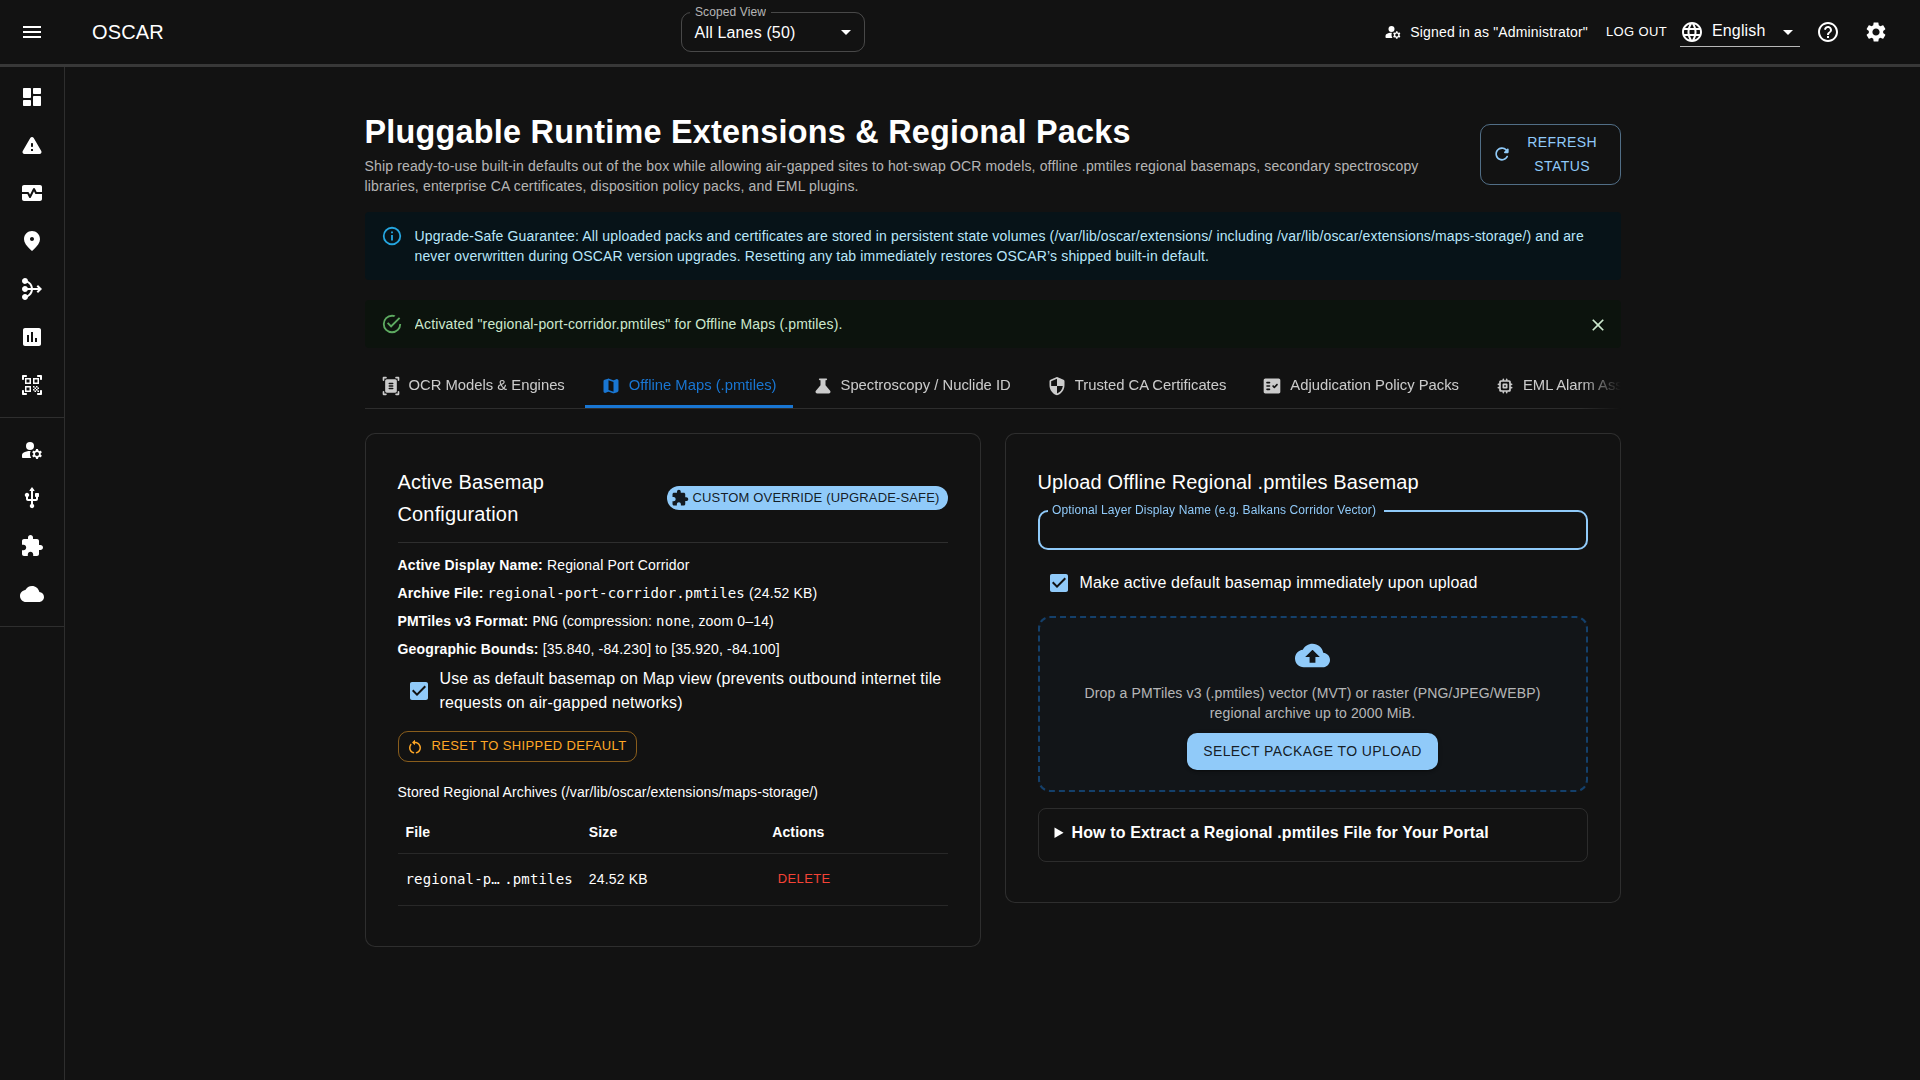 OSCAR
Scoped View
All Lanes (50)
Signed in as "Administrator"
LOG OUT
English
Pluggable Runtime Extensions & Regional Packs
Ship ready-to-use built-in defaults out of the box while allowing air-gapped sites to hot-swap OCR models, offline .pmtiles regional basemaps, secondary spectroscopy
libraries, enterprise CA certificates, disposition policy packs, and EML plugins.
REFRESH
STATUS
Upgrade-Safe Guarantee: All uploaded packs and certificates are stored in persistent state volumes (/var/lib/oscar/extensions/ including /var/lib/oscar/extensions/maps-storage/) and are
never overwritten during OSCAR version upgrades. Resetting any tab immediately restores OSCAR's shipped built-in default.
Activated "regional-port-corridor.pmtiles" for Offline Maps (.pmtiles).
OCR Models & Engines
Offline Maps (.pmtiles)
Spectroscopy / Nuclide ID
Trusted CA Certificates
Adjudication Policy Packs
EML Alarm Ass
Active Basemap
Configuration
CUSTOM OVERRIDE (UPGRADE-SAFE)
Active Display Name: Regional Port Corridor
Archive File: regional-port-corridor.pmtiles (24.52 KB)
PMTiles v3 Format: PNG (compression: none, zoom 0–14)
Geographic Bounds: [35.840, -84.230] to [35.920, -84.100]
Use as default basemap on Map view (prevents outbound internet tile
requests on air-gapped networks)
RESET TO SHIPPED DEFAULT
Stored Regional Archives (/var/lib/oscar/extensions/maps-storage/)
File Size Actions
regional-p… .pmtiles 24.52 KB DELETE
Upload Offline Regional .pmtiles Basemap
Optional Layer Display Name (e.g. Balkans Corridor Vector)
Make active default basemap immediately upon upload
Drop a PMTiles v3 (.pmtiles) vector (MVT) or raster (PNG/JPEG/WEBP)
regional archive up to 2000 MiB.
SELECT PACKAGE TO UPLOAD
How to Extract a Regional .pmtiles File for Your Portal